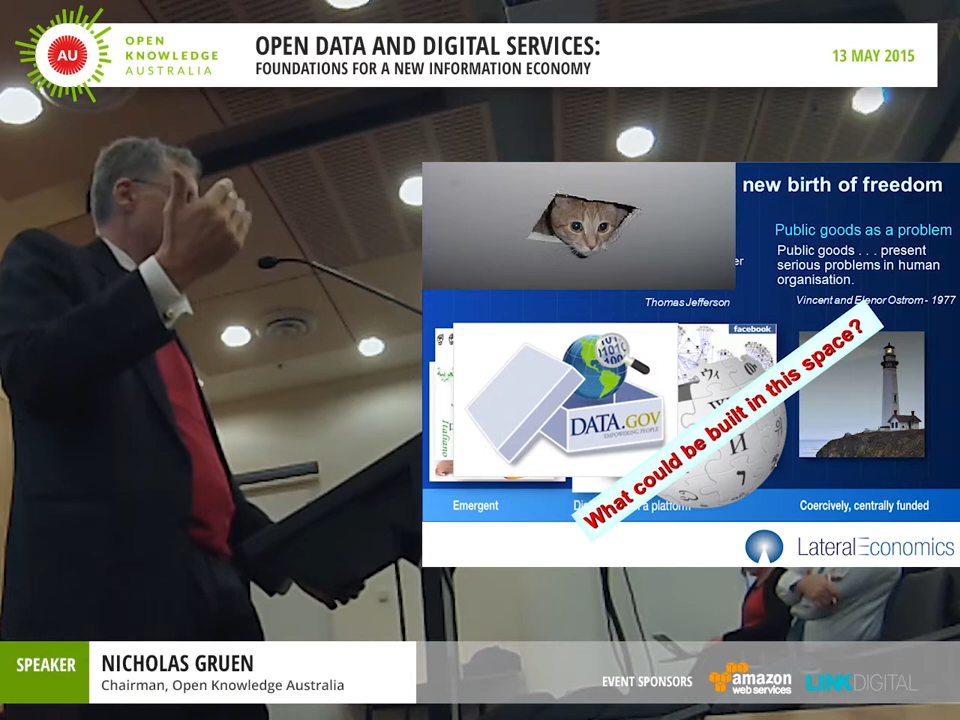 AU
OPEN
KNOWLEDGE
AUSTRALIA
OPEN DATA AND DIGITAL SERVICES:
FOUNDATIONS FOR A NEW INFORMATION ECONOMY
13 MAY 2015
new birth of freedom
Public goods as a problem
Public goods . . . present
serious problems in human
organisation.
Vincent and Elenor Ostrom - 1977
er
Thomas Jefferson
facebook
What could be built in this space?
DATA.GOV
EMPOWERING PEOPLE
Italiano
Emergent
a platform
Coercively, centrally funded
LateralEconomics
SPEAKER
NICHOLAS GRUEN
Chairman, Open Knowledge Australia
EVENT SPONSORS
amazon
web services
LINKDIGITAL